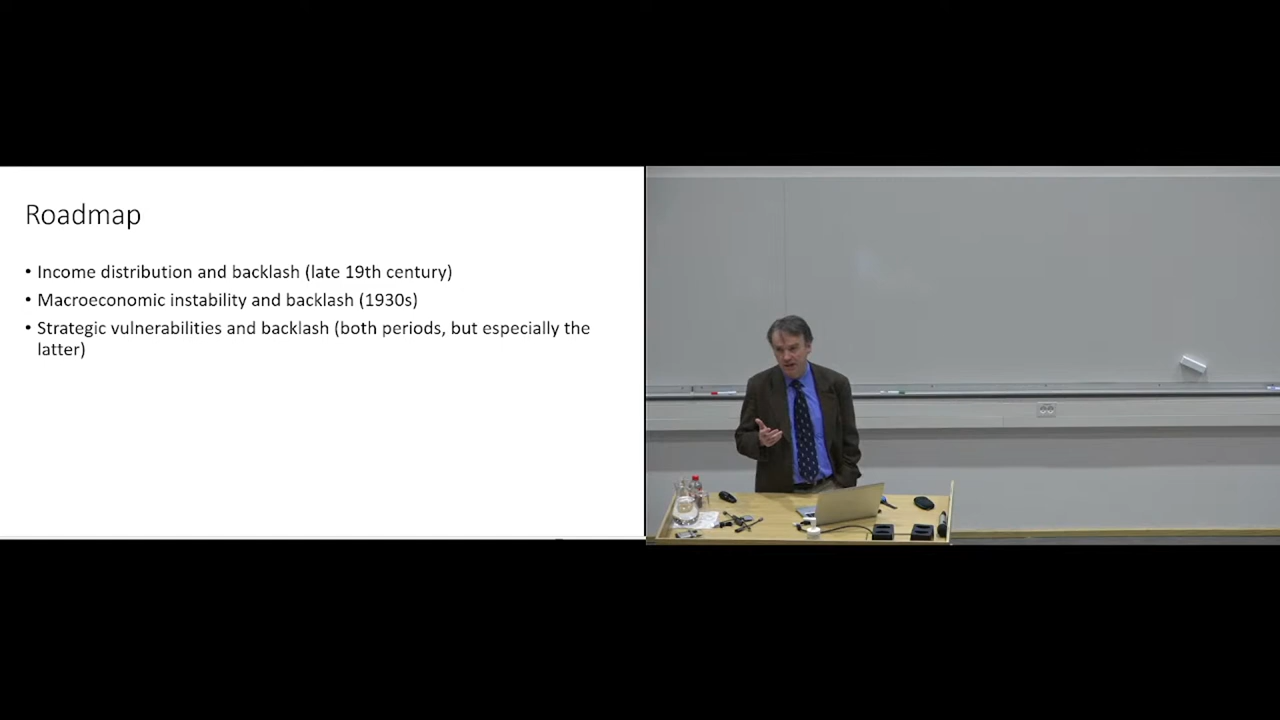 Roadmap
• Income distribution and backlash (late 19th century)
• Macroeconomic instability and backlash (1930s)
• Strategic vulnerabilities and backlash (both periods, but especially the
latter)